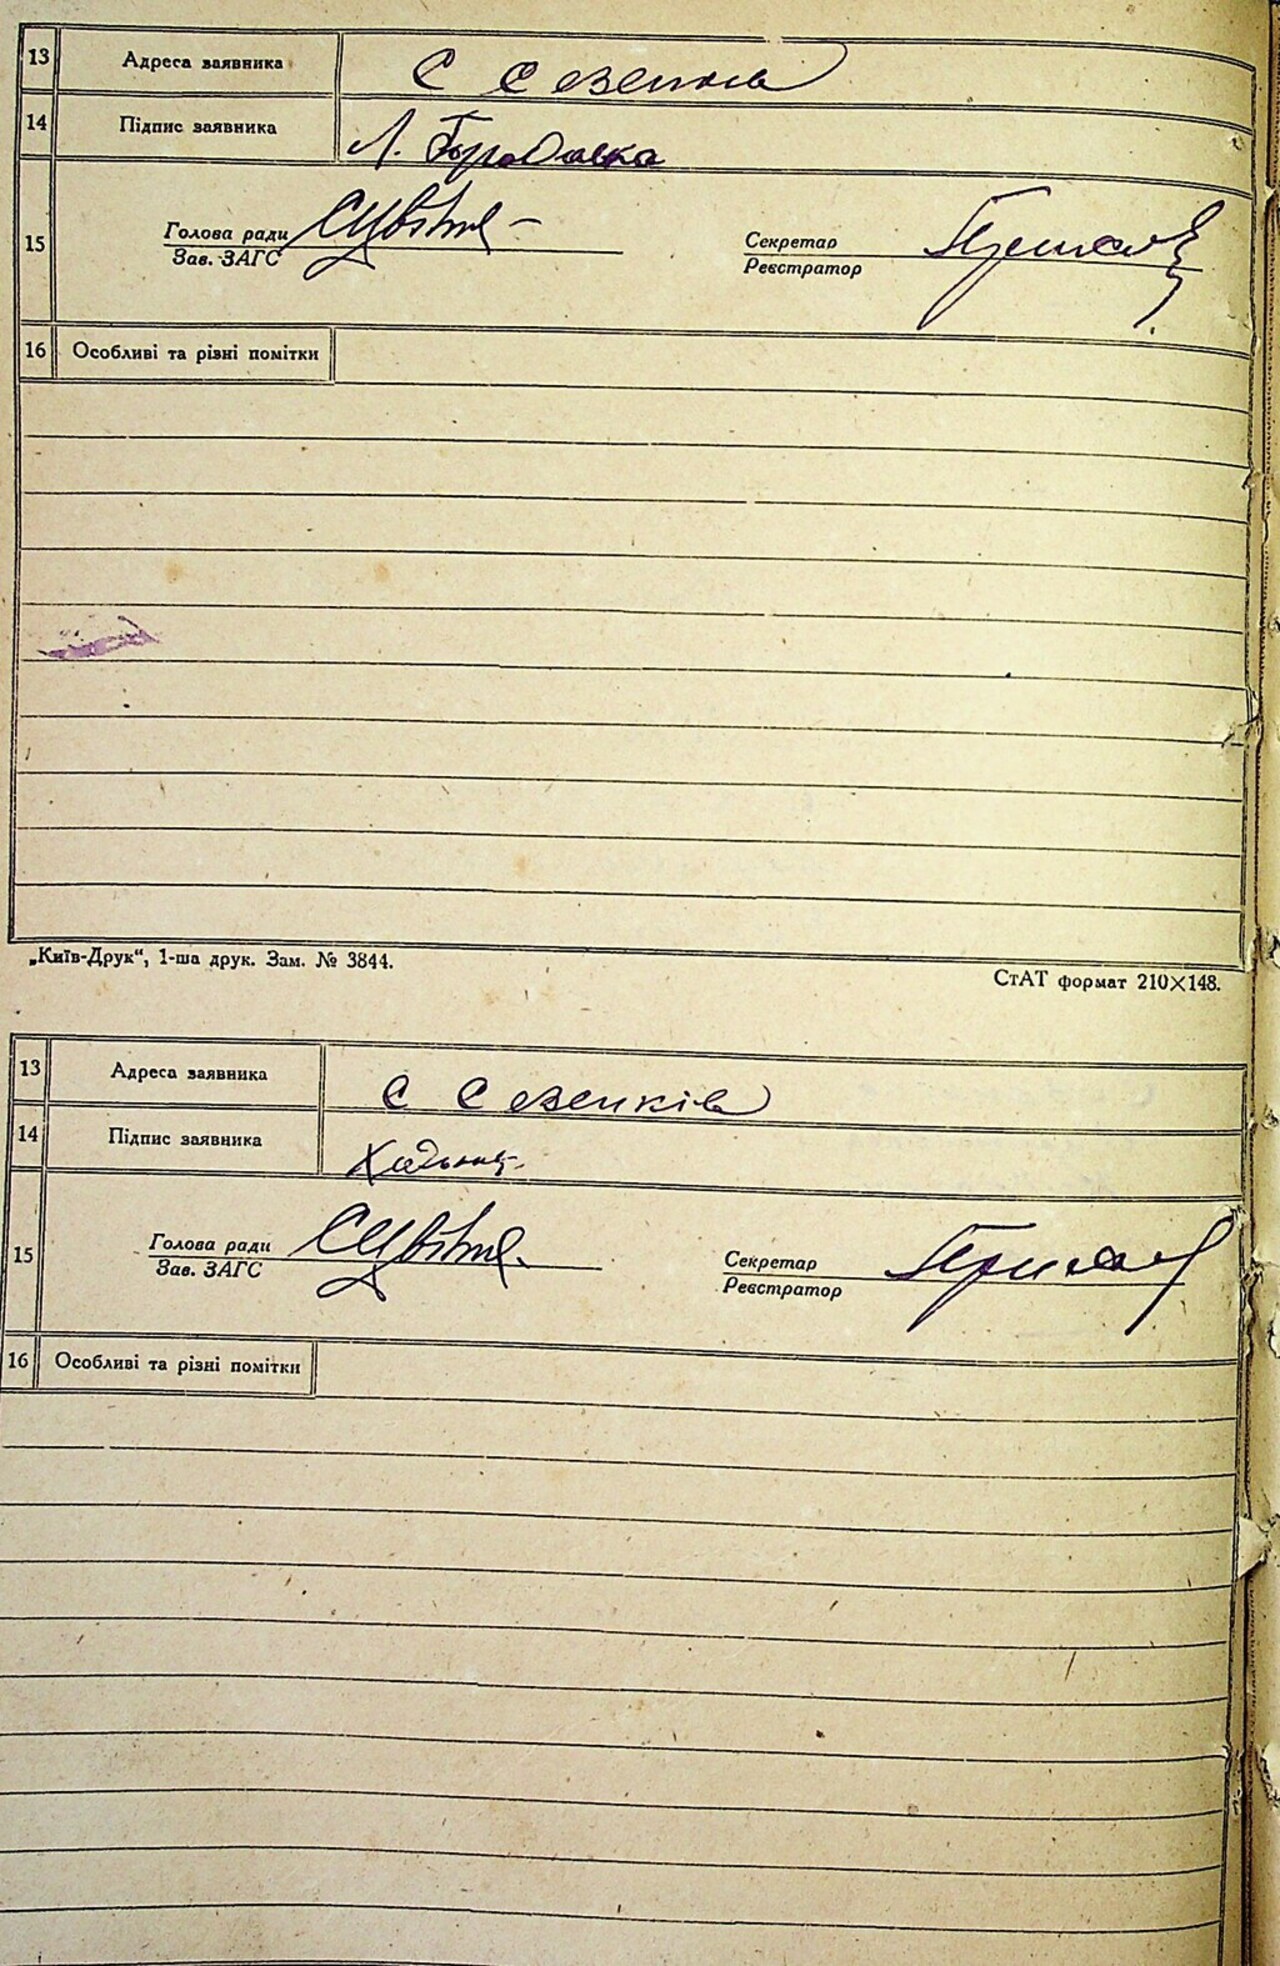 13 Адреса заявника с Сезенків
14 Підпис заявника Л. Бородавка
15 Голова ради Секретар
Зав. ЗАГС Реєстратор
16 Особливі та різні помітки
„Київ-Друк“, 1-ша друк. Зам. № 3844.
СтАТ формат 210×148.
13 Адреса заявника с Сезенків
14 Підпис заявника
15 Голова ради Секретар
Зав. ЗАГС Реєстратор
16 Особливі та різні помітки